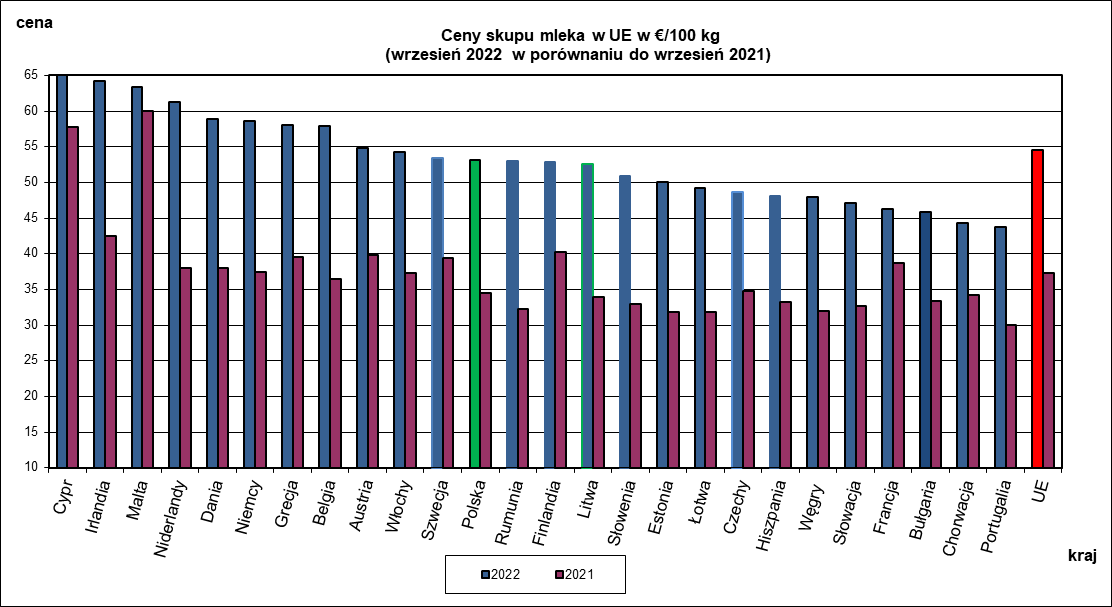 cena
Ceny skupu mleka w UE w €/100 kg
(wrzesień 2022 w porównaniu do wrzesień 2021)
65
60
55
50
45
40
35
30
25
20
15
10
Cypr
Irlandia
Malta
Niderlandy
Dania
Niemcy
Grecja
Belgia
Austria
Włochy
Szwecja
Polska
Rumunia
Finlandia
Litwa
Słowenia
Estonia
Łotwa
Czechy
Hiszpania
Węgry
Słowacja
Francja
Bułgaria
Chorwacja
Portugalia
UE
kraj
2022 2021